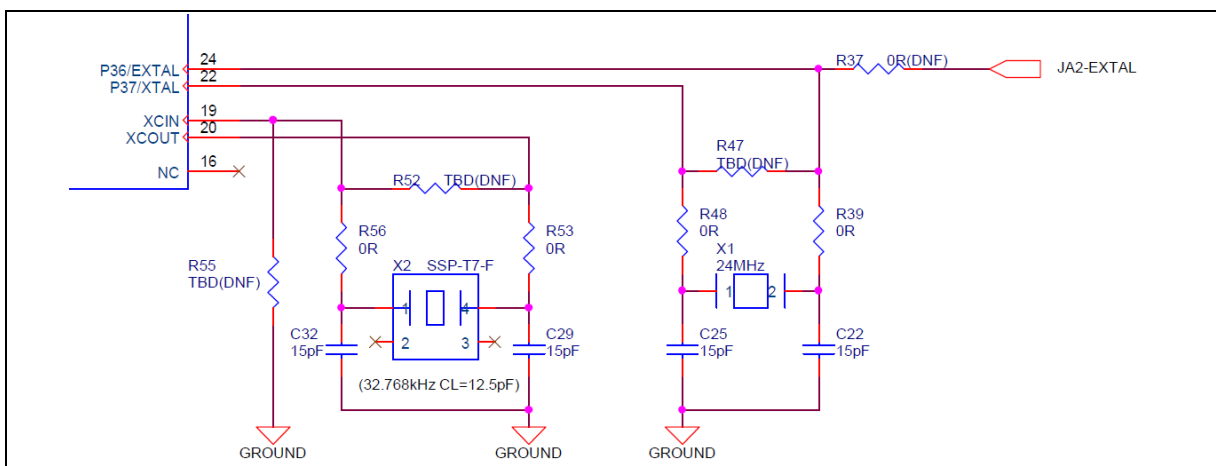 24
P36/EXTAL
22
P37/XTAL
19
XCIN
20
XCOUT
16
NC
R37 0R(DNF)
JA2-EXTAL
R47
TBD(DNF)
R52 TBD(DNF)
R56
0R
R53
0R
R48
0R
R39
0R
X1
24MHz
R55
TBD(DNF)
X2 SSP-T7-F
1 4
2 3
1 2
C32
15pF
C29
15pF
C25
15pF
C22
15pF
(32.768kHz CL=12.5pF)
GROUND
GROUND
GROUND